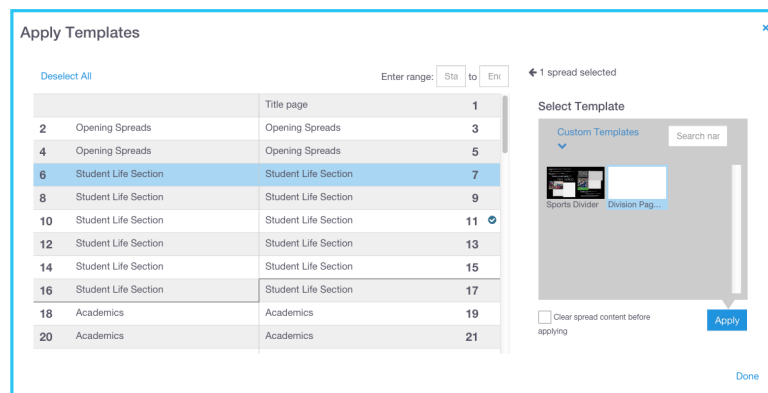 Apply Templates
×
Deselect All
Enter range: Sta to End
1 spread selected
Title page 1
2 Opening Spreads Opening Spreads 3
4 Opening Spreads Opening Spreads 5
6 Student Life Section Student Life Section 7
8 Student Life Section Student Life Section 9
10 Student Life Section Student Life Section 11
12 Student Life Section Student Life Section 13
14 Student Life Section Student Life Section 15
16 Student Life Section Student Life Section 17
18 Academics Academics 19
20 Academics Academics 21
Select Template
Custom Templates
Search nar
Sports Divider Division Pag...
Clear spread content before
applying
Apply
Done